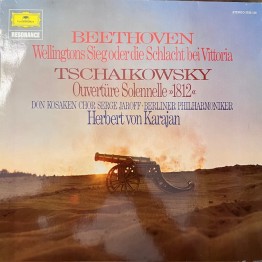 RESONANCE
BEETHOVEN
Wellingtons Sieg oder die Schlacht bei Vittoria
TSCHAIKOWSKY
Ouvertüre Solennelle »1812«
DON KOSAKEN CHOR SERGE JAROFF · BERLINER PHILHARMONIKER
Herbert von Karajan